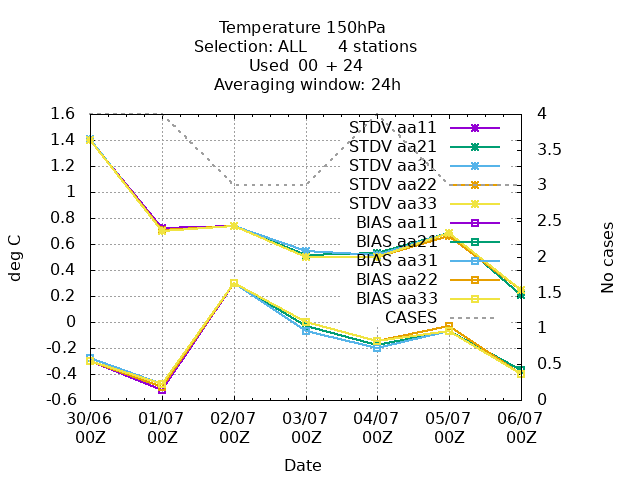 Temperature 150hPa
Selection: ALL 4 stations
Used 00 + 24
Averaging window: 24h
deg C
1.6
1.4
1.2
1
0.8
0.6
0.4
0.2
0
-0.2
-0.4
-0.6
STDV aa11
STDV aa21
STDV aa31
STDV aa22
STDV aa33
BIAS aa11
BIAS aa21
BIAS aa31
BIAS aa22
BIAS aa33
CASES
4
3.5
3
2.5
2
1.5
1
0.5
0
No cases
30/06 01/07 02/07 03/07 04/07 05/07 06/07
00Z 00Z 00Z 00Z 00Z 00Z 00Z
Date